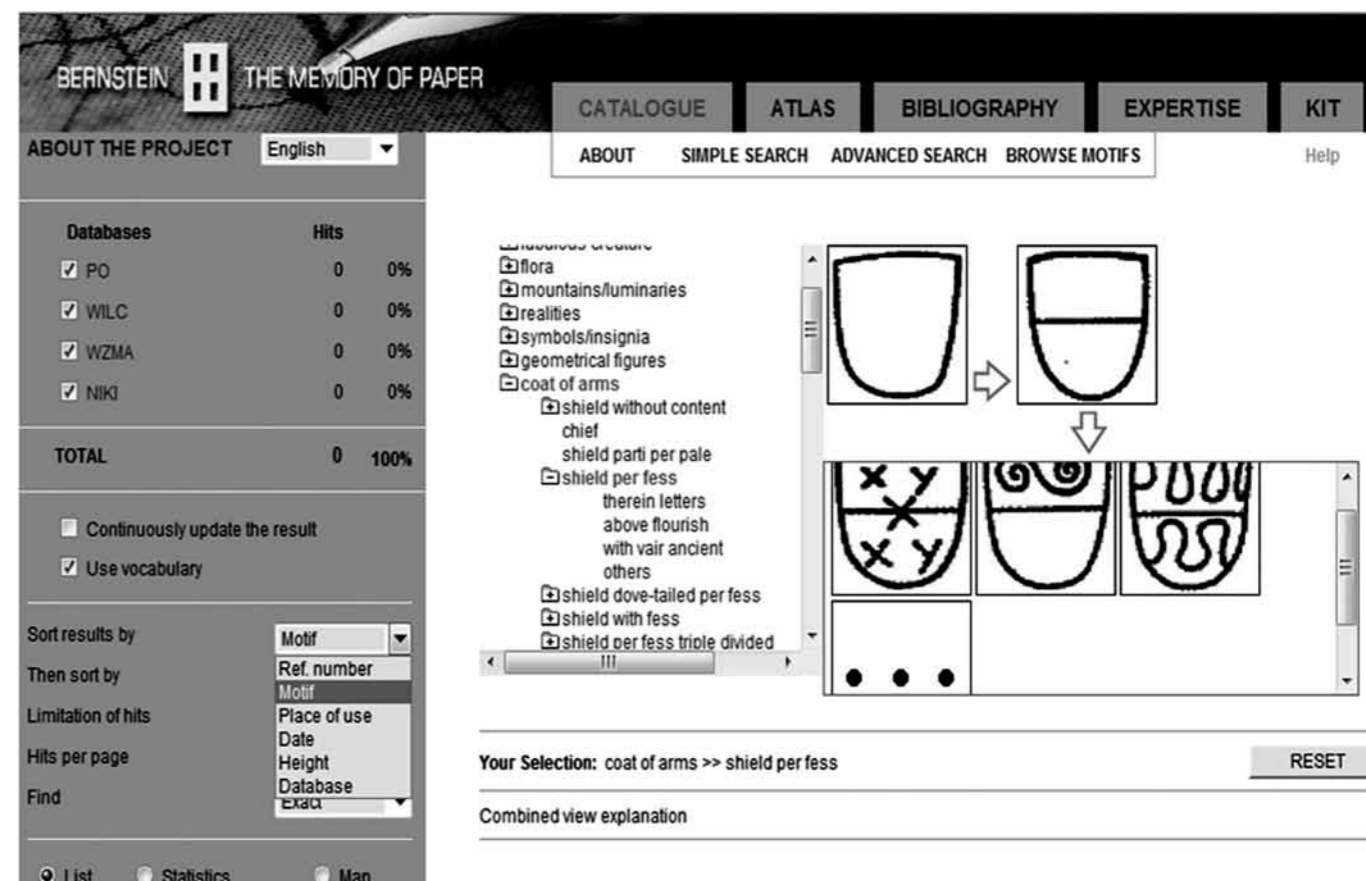 BERNSTEIN THE MEMORY OF PAPER
CATALOGUE ATLAS BIBLIOGRAPHY EXPERTISE KIT
ABOUT THE PROJECT English
ABOUT SIMPLE SEARCH ADVANCED SEARCH BROWSE MOTIFS Help
Databases Hits
PO 0 0%
WILC 0 0%
WZMA 0 0%
NIKI 0 0%
TOTAL 0 100%
Continuously update the result
Use vocabulary
Sort results by Motif
Then sort by
Limitation of hits
Hits per page
Find
Ref. number
Motif
Place of use
Date
Height
Database
Exact
List Statistics Map
fabulous creature
flora
mountains/luminaries
realities
symbols/insignia
geometrical figures
coat of arms
shield without content
chief
shield parti per pale
shield per fess
therein letters
above flourish
with vair ancient
others
shield dove-tailed per fess
shield with fess
shield per fess triple divided
x y
x y
Your Selection: coat of arms >> shield per fess RESET
Combined view explanation